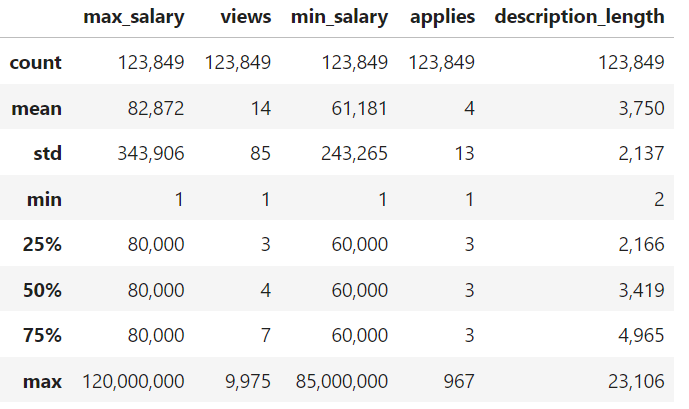 max_salary views min_salary applies description_length
count 123,849 123,849 123,849 123,849 123,849
mean 82,872 14 61,181 4 3,750
std 343,906 85 243,265 13 2,137
min 1 1 1 1 2
25% 80,000 3 60,000 3 2,166
50% 80,000 4 60,000 3 3,419
75% 80,000 7 60,000 3 4,965
max 120,000,000 9,975 85,000,000 967 23,106